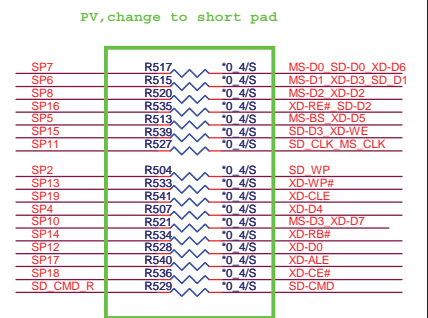 PV,change to short pad
SP7 R517 *0_4/S MS-D0_SD-D0_XD-D6
SP6 R515 *0_4/S MS-D1_XD-D3_SD_D1
SP8 R520 *0_4/S MS-D2_XD-D2
SP16 R535 *0_4/S XD-RE#_SD-D2
SP5 R513 *0_4/S MS-BS_XD-D5
SP15 R539 *0_4/S SD-D3_XD-WE
SP11 R527 *0_4/S SD_CLK_MS_CLK
SP2 R504 *0_4/S SD_WP
SP13 R533 *0_4/S XD-WP#
SP19 R541 *0_4/S XD-CLE
SP4 R507 *0_4/S XD-D4
SP10 R521 *0_4/S MS-D3_XD-D7
SP14 R534 *0_4/S XD-RB#
SP12 R528 *0_4/S XD-D0
SP17 R540 *0_4/S XD-ALE
SP18 R536 *0_4/S XD-CE#
SD_CMD_R R529 *0_4/S SD-CMD